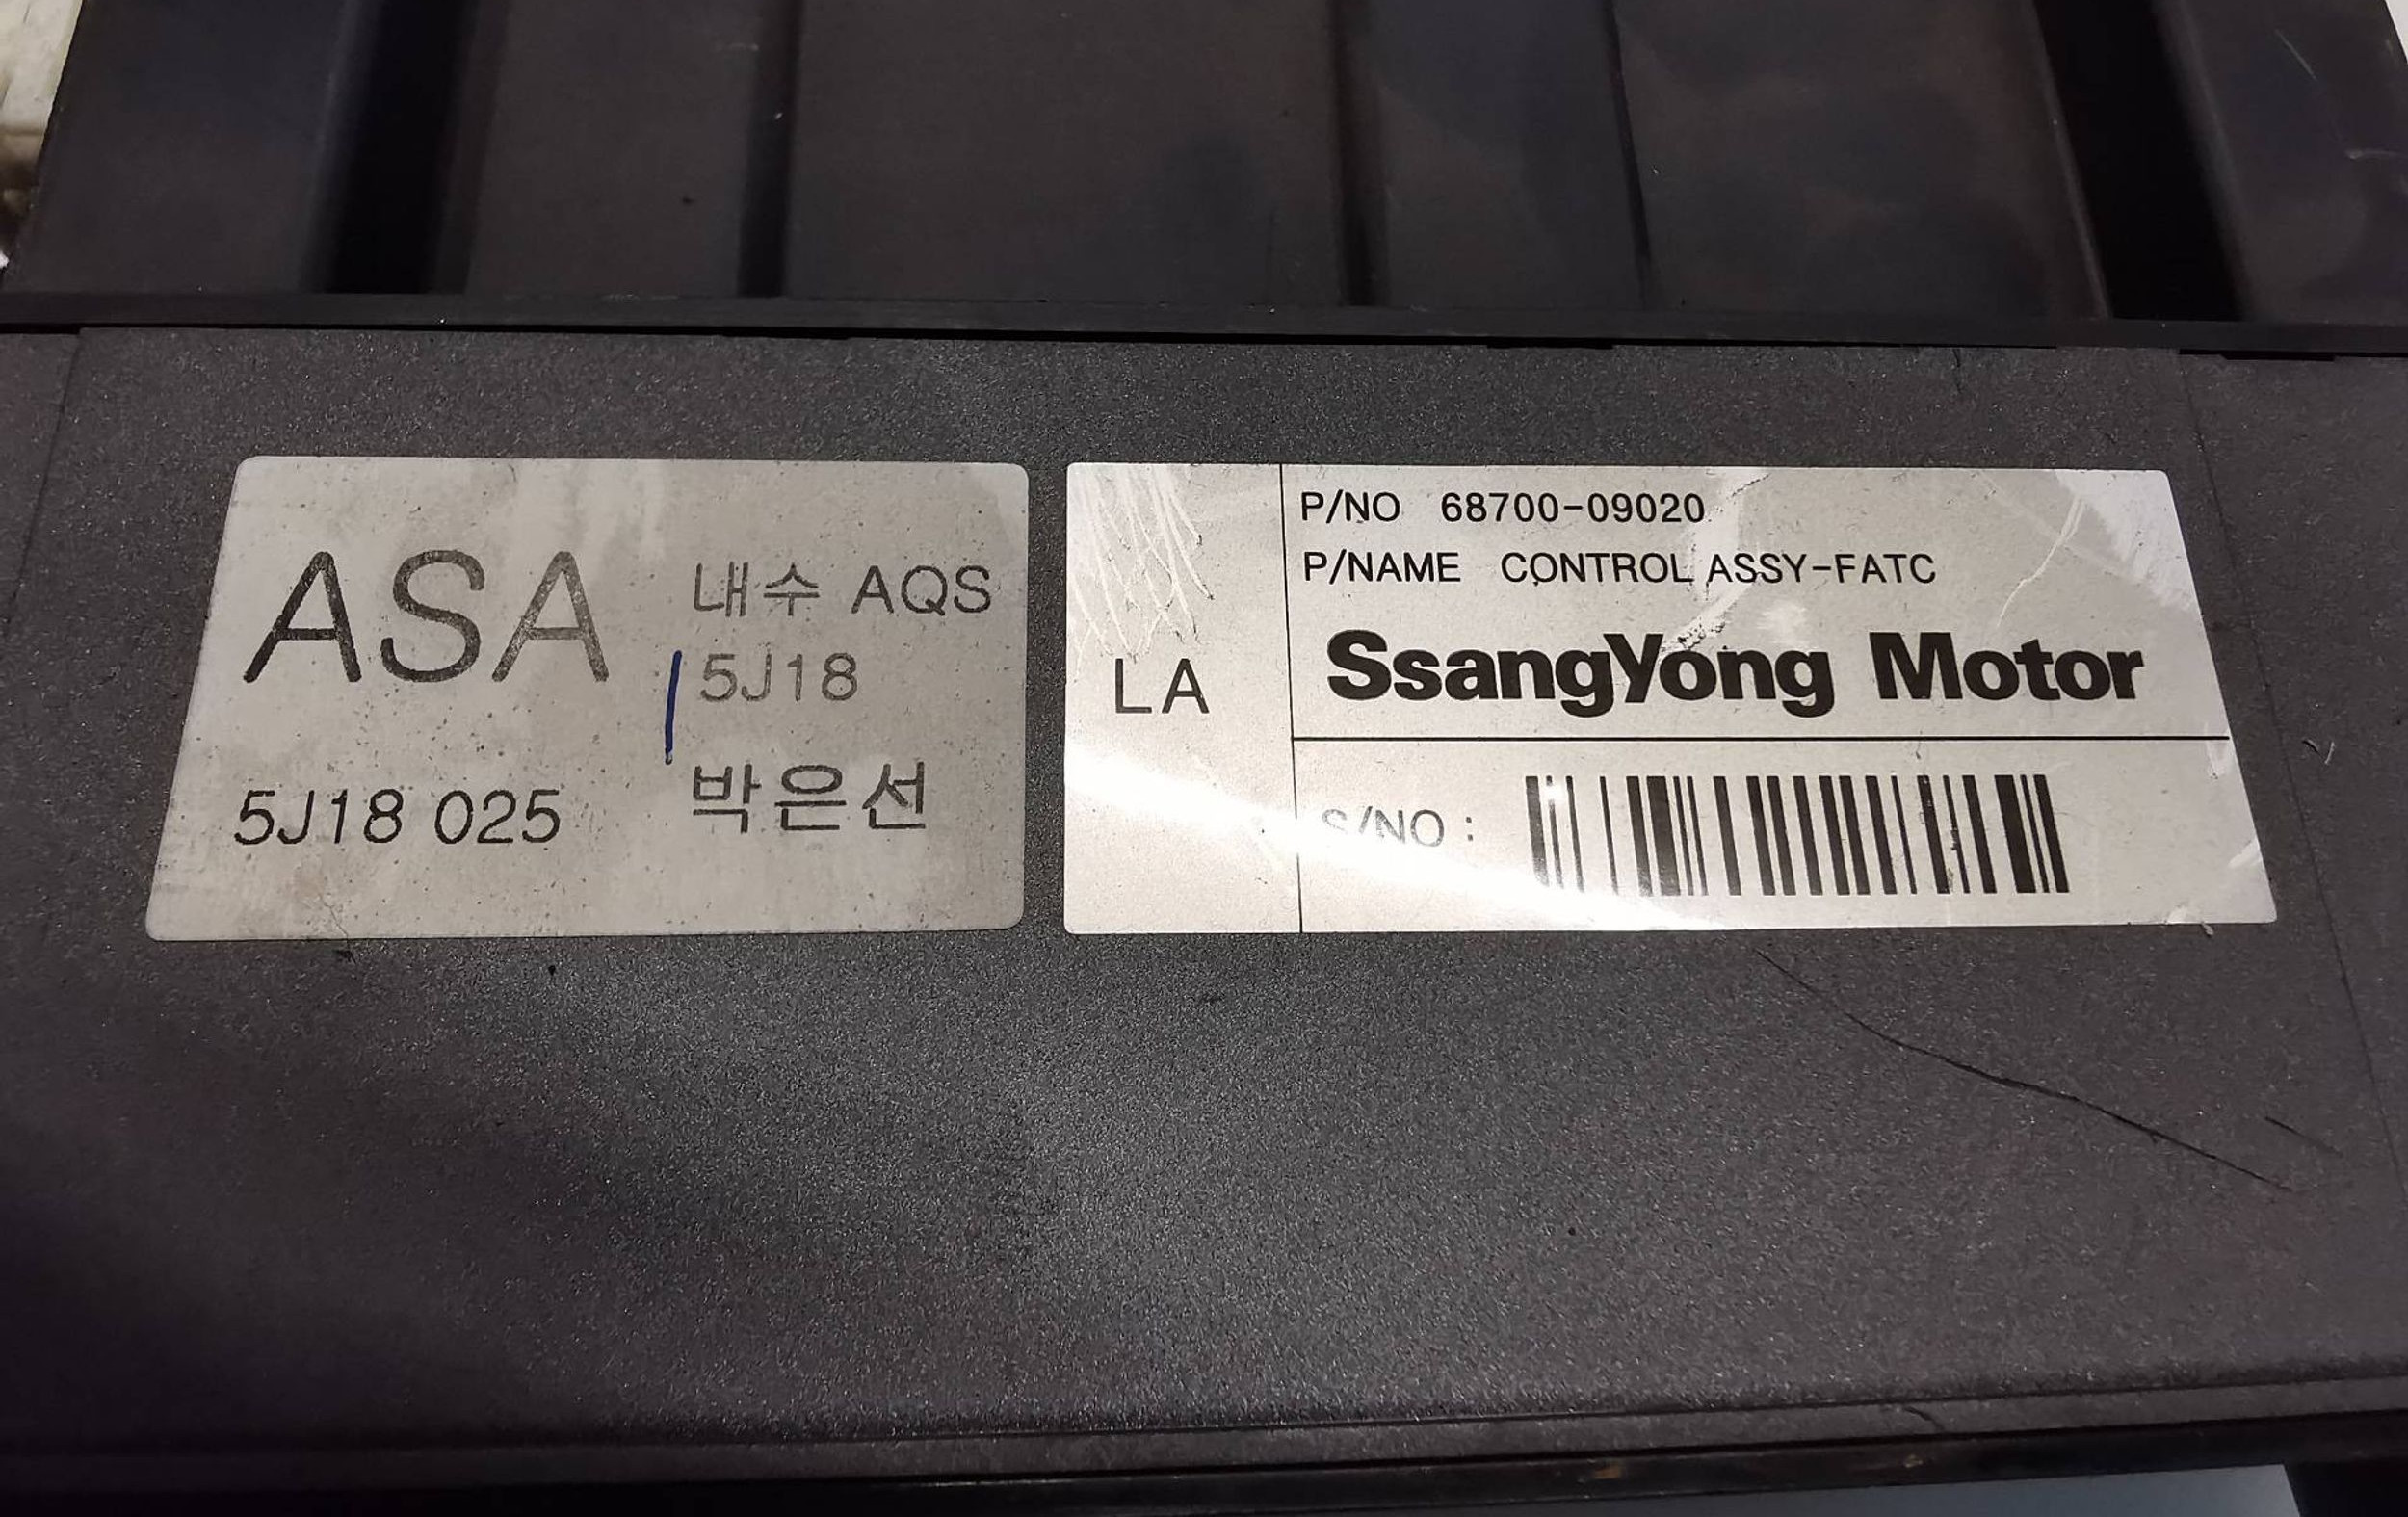 ASA
내수 AQS
5J18
5J18 025
박은선
LA
P/NO 68700-09020
P/NAME CONTROL ASSY-FATC
SsangYong Motor
S/NO :